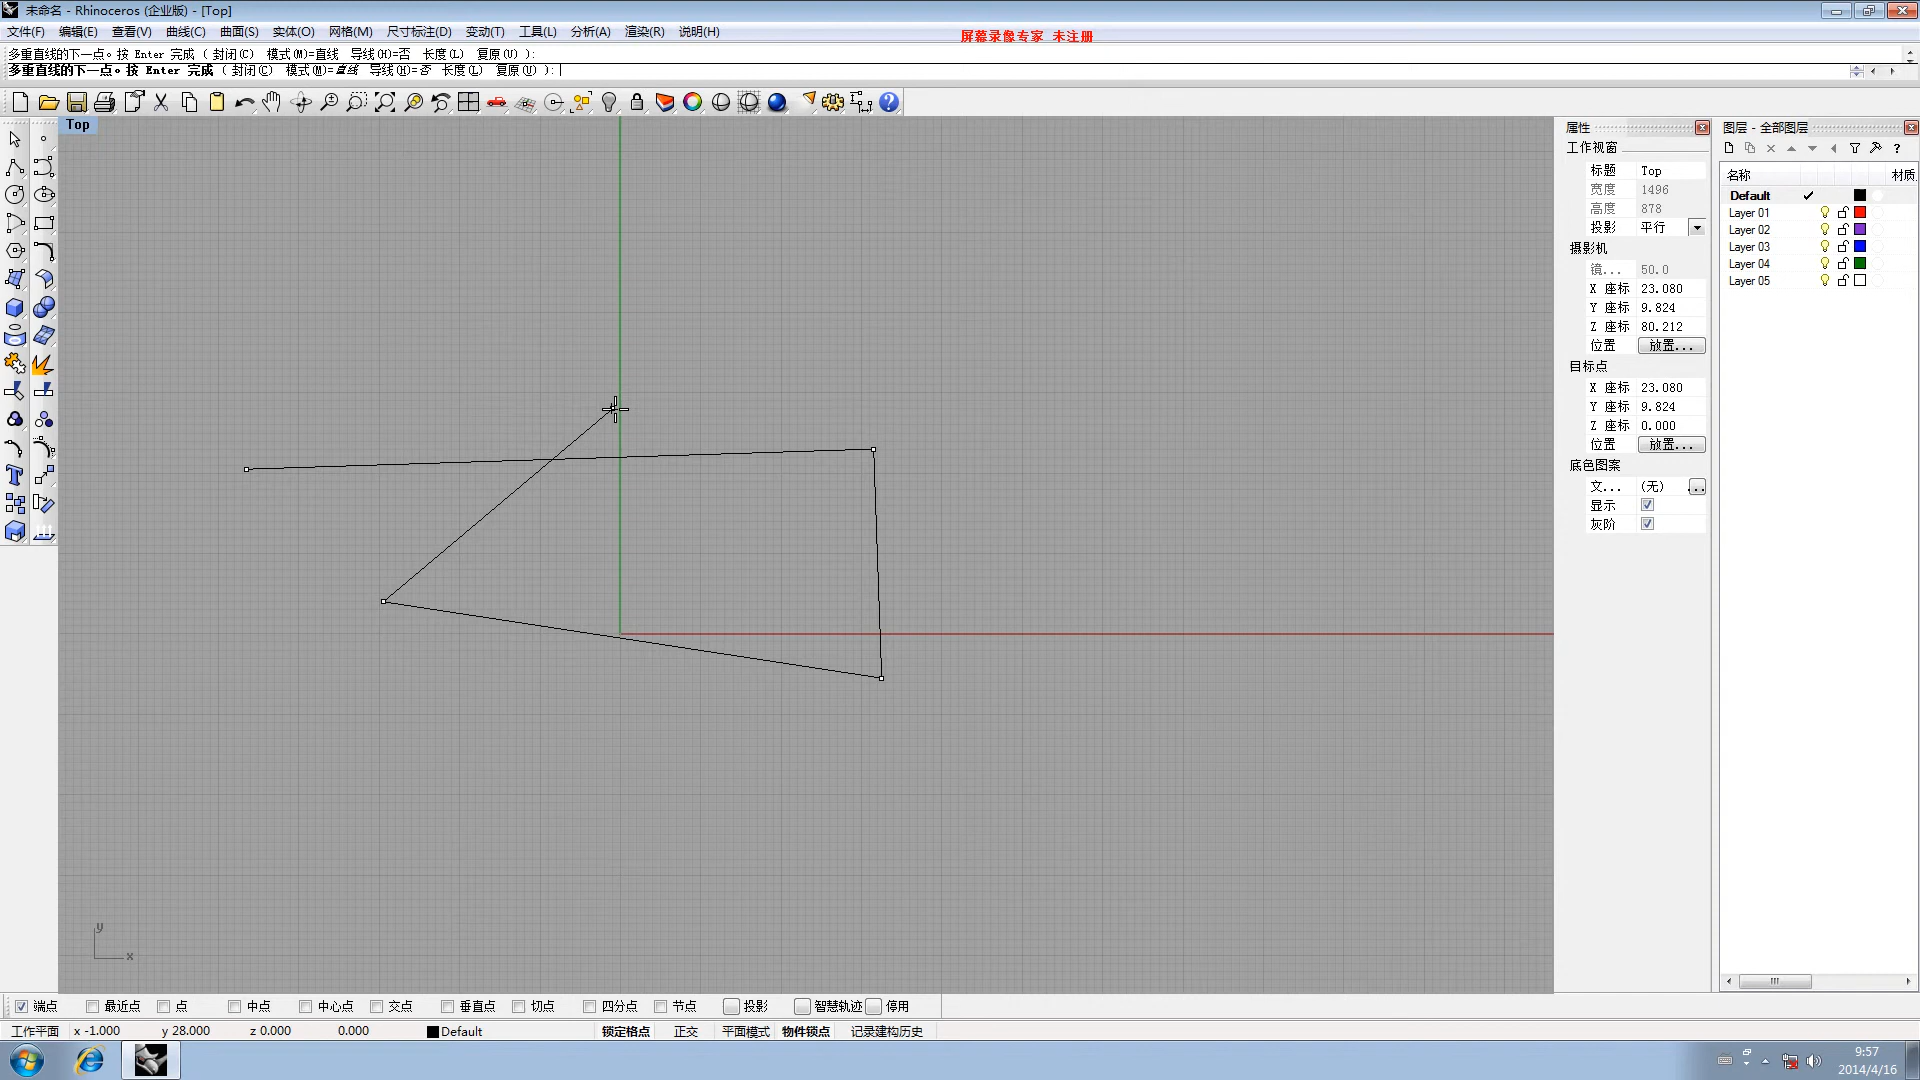 未命名 - Rhinoceros (企业版) - [Top]
文件(F) 编辑(E) 查看(V) 曲线(C) 曲面(S) 实体(O) 网格(M) 尺寸标注(D) 变动(T) 工具(L) 分析(A) 渲染(R) 说明(H)
屏幕录像专家 未注册
多重直线的下一点。按 Enter 完成 ( 封闭(C) 模式(M)=直线 导线(H)=否 长度(L) 复原(U) ):
多重直线的下一点。按 Enter 完成 ( 封闭(C) 模式(M)=直线 导线(H)=否 长度(L) 复原(U) ):
Top
属性
工作视窗
标题 Top
宽度 1496
高度 878
投影 平行
摄影机
镜... 50.0
X 座标 23.080
Y 座标 9.824
Z 座标 80.212
位置 放置...
目标点
X 座标 23.080
Y 座标 9.824
Z 座标 0.000
位置 放置...
底色图案
文... (无) ...
显示
灰阶
图层 - 全部图层
名称 材质
Default
Layer 01
Layer 02
Layer 03
Layer 04
Layer 05
y
x
端点 最近点 点 中点 中心点 交点 垂直点 切点 四分点 节点 投影 智慧轨迹 停用
工作平面 x -1.000 y 28.000 z 0.000 0.000 Default 锁定格点 正交 平面模式 物件锁点 记录建构历史
9:57
2014/4/16